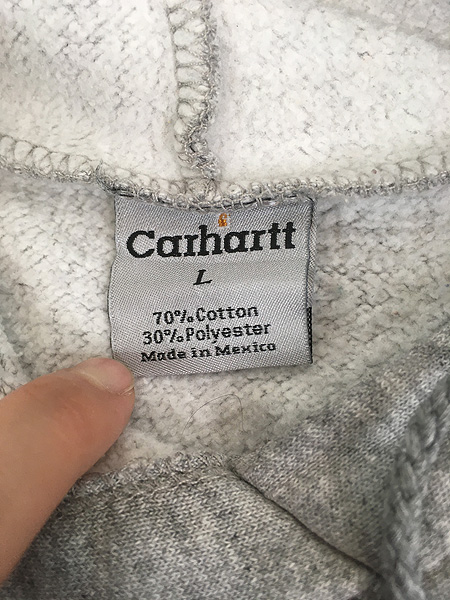 Carhartt
L
70% Cotton
30% Polyester
Made in Mexico